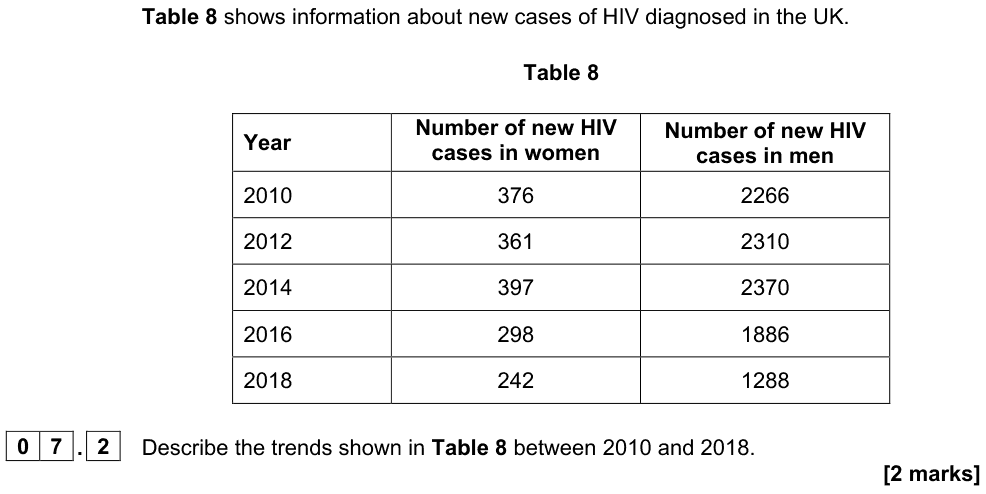 Table 8 shows information about new cases of HIV diagnosed in the UK.
Table 8
Year
Number of new HIV
cases in women
Number of new HIV
cases in men
2010 376 2266
2012 361 2310
2014 397 2370
2016 298 1886
2018 242 1288
0 7 . 2 Describe the trends shown in Table 8 between 2010 and 2018.
[2 marks]